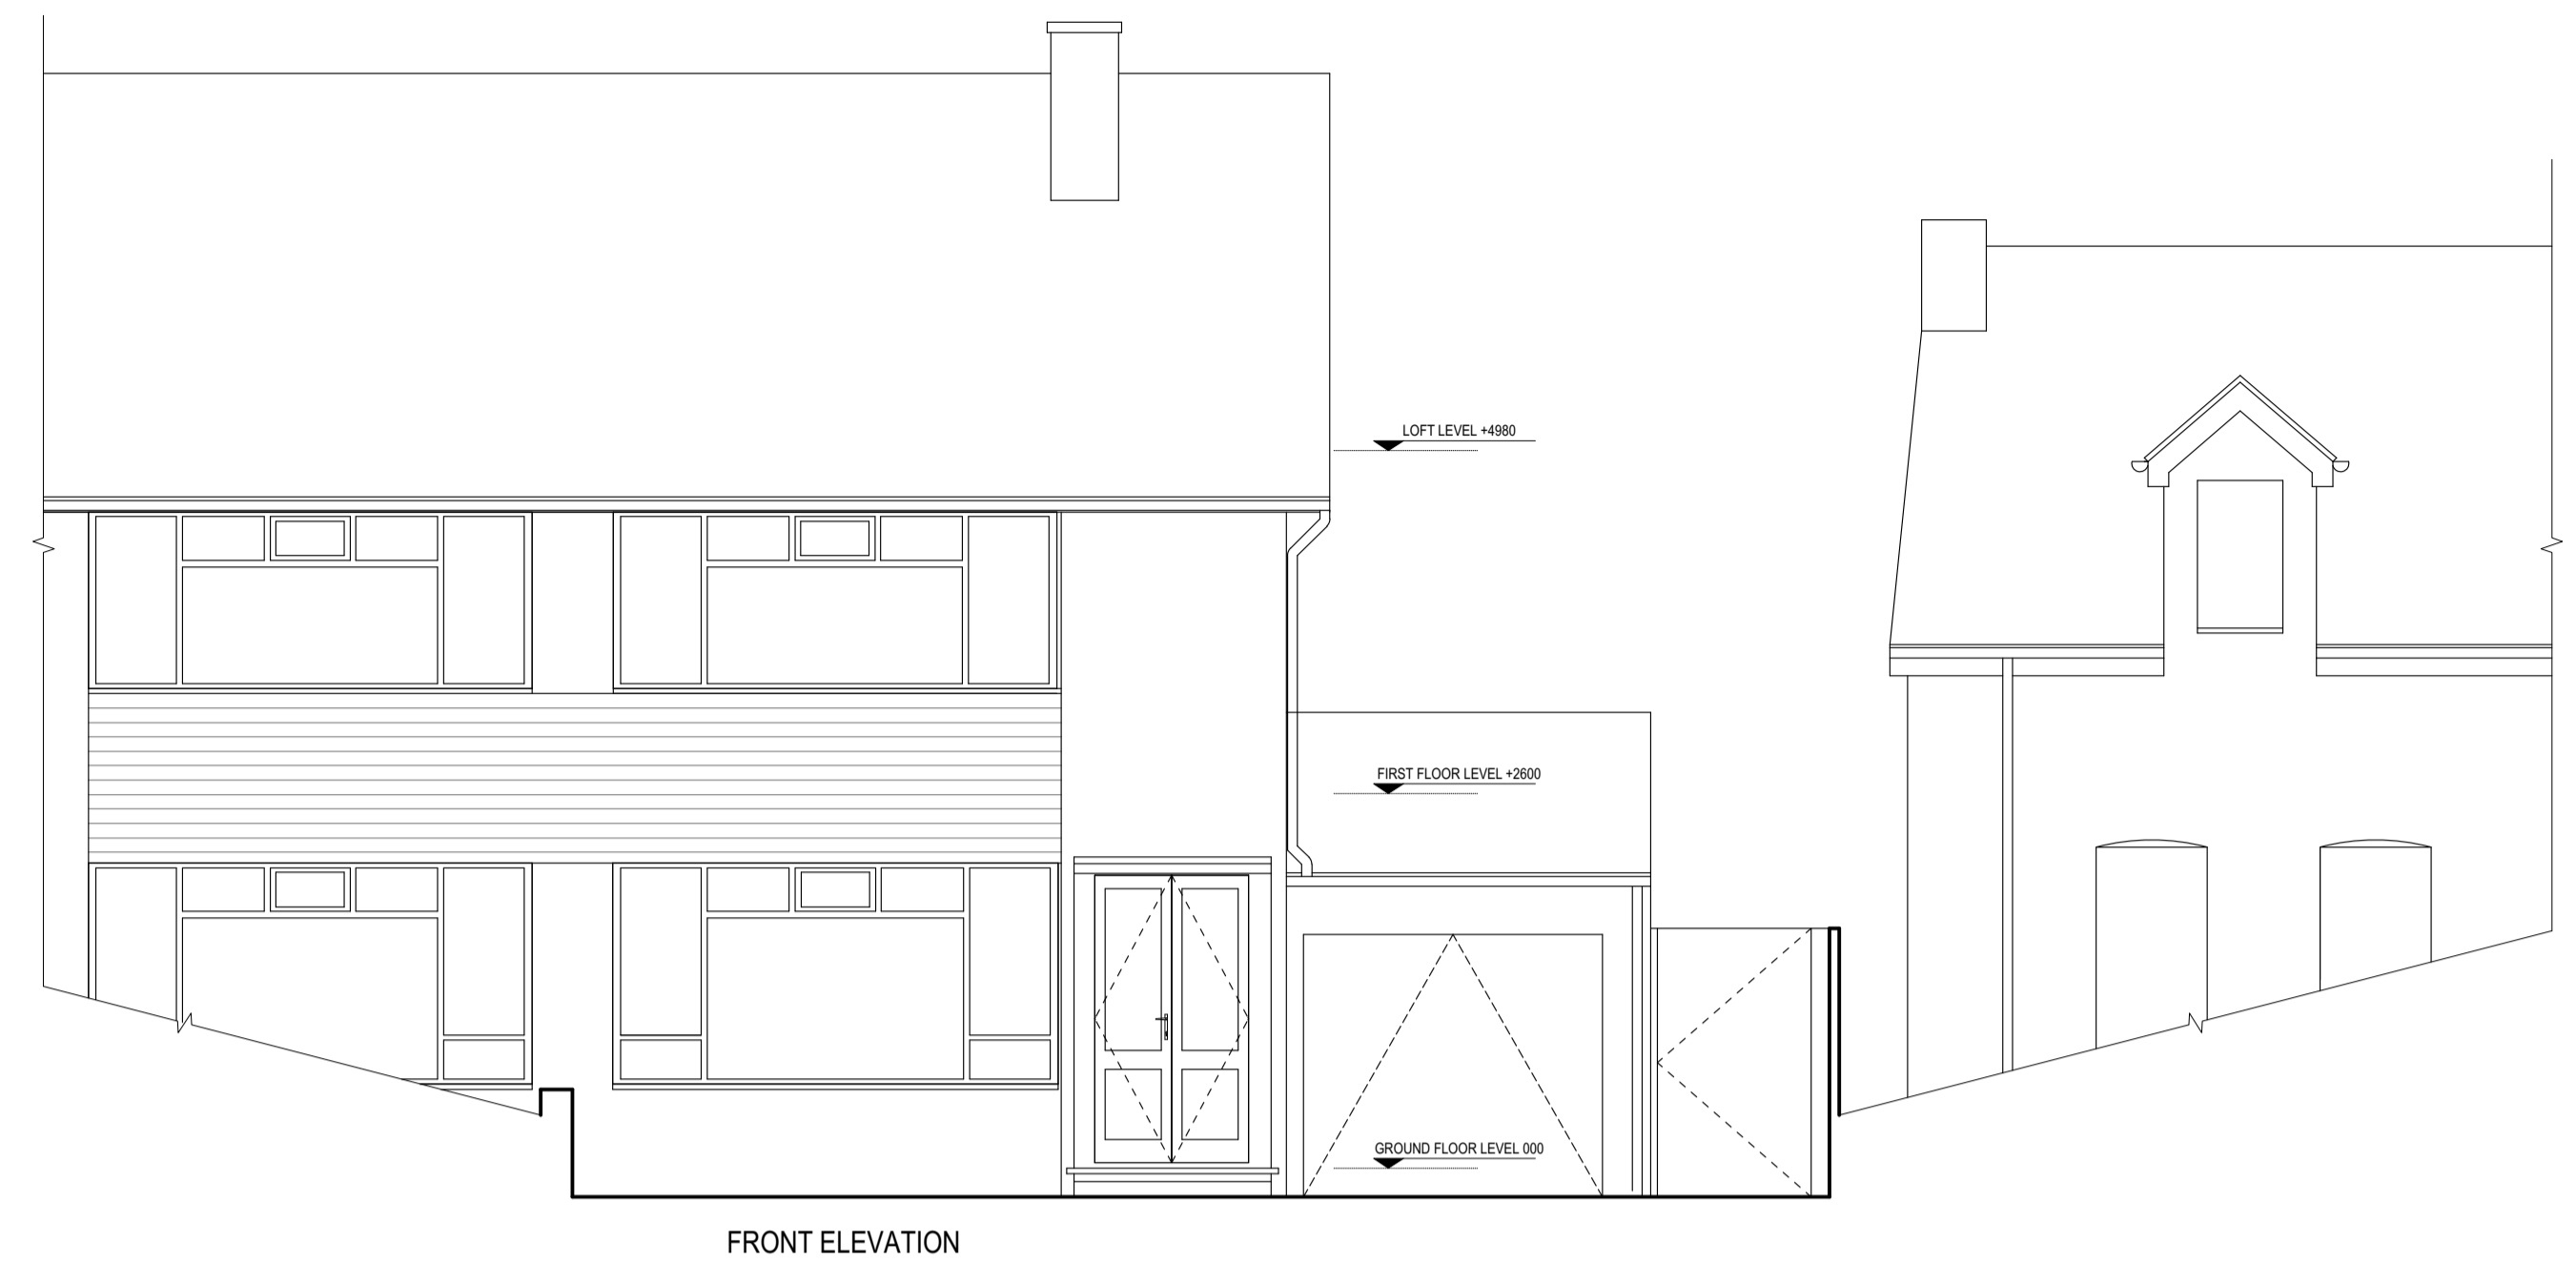 LOFT LEVEL +4980
FIRST FLOOR LEVEL +2600
GROUND FLOOR LEVEL 000
FRONT ELEVATION